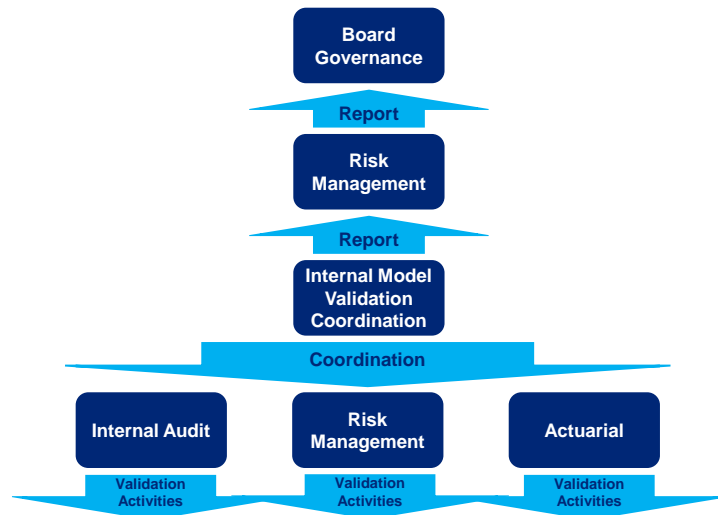 Board
Governance
Report
Risk
Management
Report
Internal Model
Validation
Coordination
Coordination
Internal Audit
Risk
Management
Actuarial
Validation
Activities
Validation
Activities
Validation
Activities